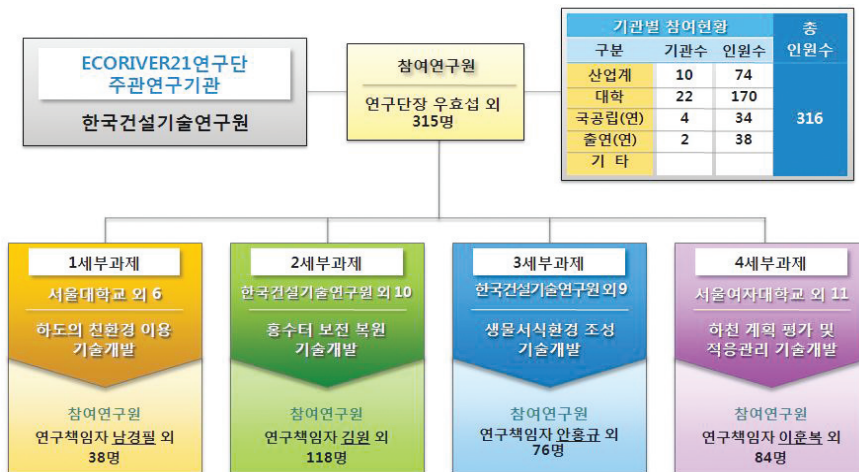 ECORIVER21연구단
주관연구기관
한국건설기술연구원
참여연구원
연구단장 우효섭 외
315명
기관별 참여현황 총 인원수
구분 기관수 인원수
산업계 10 74
대학 22 170
국공립(연) 4 34
316
출연(연) 2 38
기 타
1세부과제
서울대학교 외 6
하도의 친환경 이용
기술개발
참여연구원
연구책임자 남경필 외
38명
2세부과제
한국건설기술연구원 외 10
홍수터 보전 복원
기술개발
참여연구원
연구책임자 김원 외
118명
3세부과제
한국건설기술연구원 외 9
생물서식환경 조성
기술개발
참여연구원
연구책임자 안홍규 외
76명
4세부과제
서울여자대학교 외 11
하천 계획 평가 및
적응관리 기술개발
참여연구원
연구책임자 이훈복 외
84명